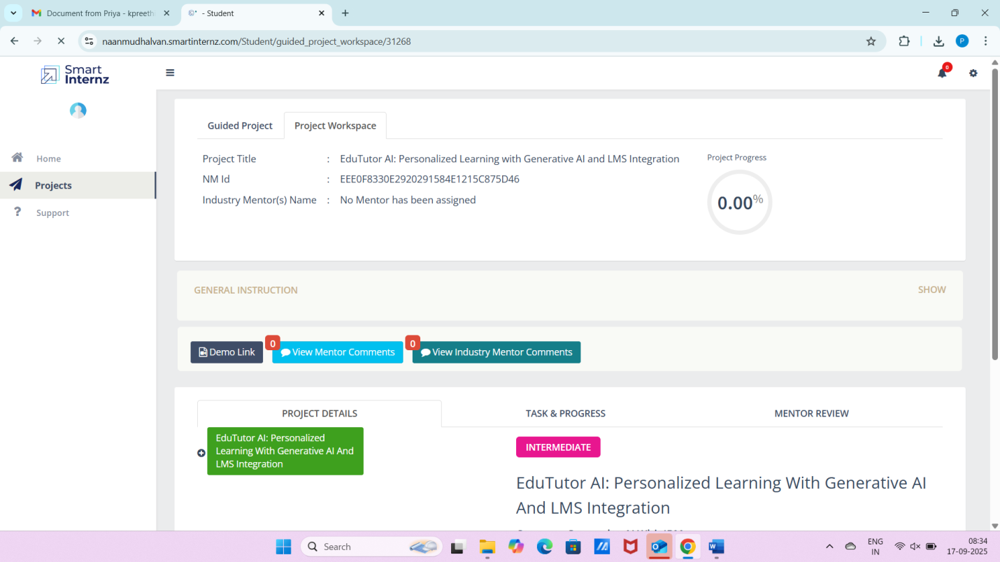 Document from Priya - kpreeth
- Student
naanmudhalvan.smartinternz.com/Student/guided_project_workspace/31268
P
Smart
Internz
0
Home
Projects
Support
Guided Project
Project Workspace
Project Title : EduTutor AI: Personalized Learning with Generative AI and LMS Integration
NM Id : EEE0F8330E2920291584E1215C875D46
Industry Mentor(s) Name : No Mentor has been assigned
Project Progress
0.00%
GENERAL INSTRUCTION
SHOW
Demo Link
0
View Mentor Comments
0
View Industry Mentor Comments
PROJECT DETAILS
TASK & PROGRESS
MENTOR REVIEW
EduTutor AI: Personalized
Learning With Generative AI And
LMS Integration
INTERMEDIATE
EduTutor AI: Personalized Learning With Generative AI
And LMS Integration
Search
ENG
IN
08:34
17-09-2025